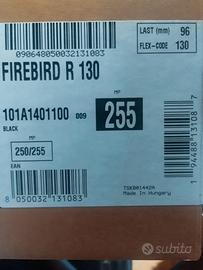 090648050032131083
LAST (mm) 96
FLEX-CODE 130
FIREBIRD R 130
101A1401100 009
BLACK
MP
255
MP
250/255
EAN
8 050032 131083
TSK001442A
Made in Hungary
subito